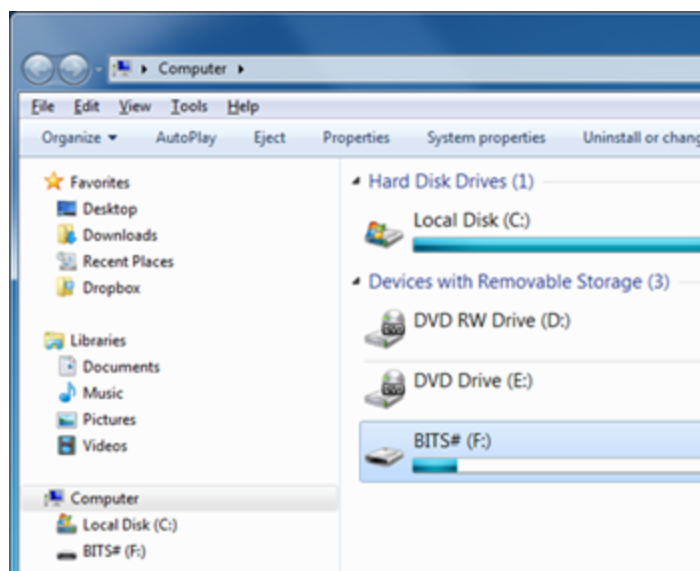 Computer
File Edit View Tools Help
Organize AutoPlay Eject Properties System properties Uninstall or chang
Favorites
Desktop
Downloads
Recent Places
Dropbox
Libraries
Documents
Music
Pictures
Videos
Computer
Local Disk (C:)
BITS# (F:)
Hard Disk Drives (1)
Local Disk (C:)
Devices with Removable Storage (3)
DVD RW Drive (D:)
DVD Drive (E:)
BITS# (F:)